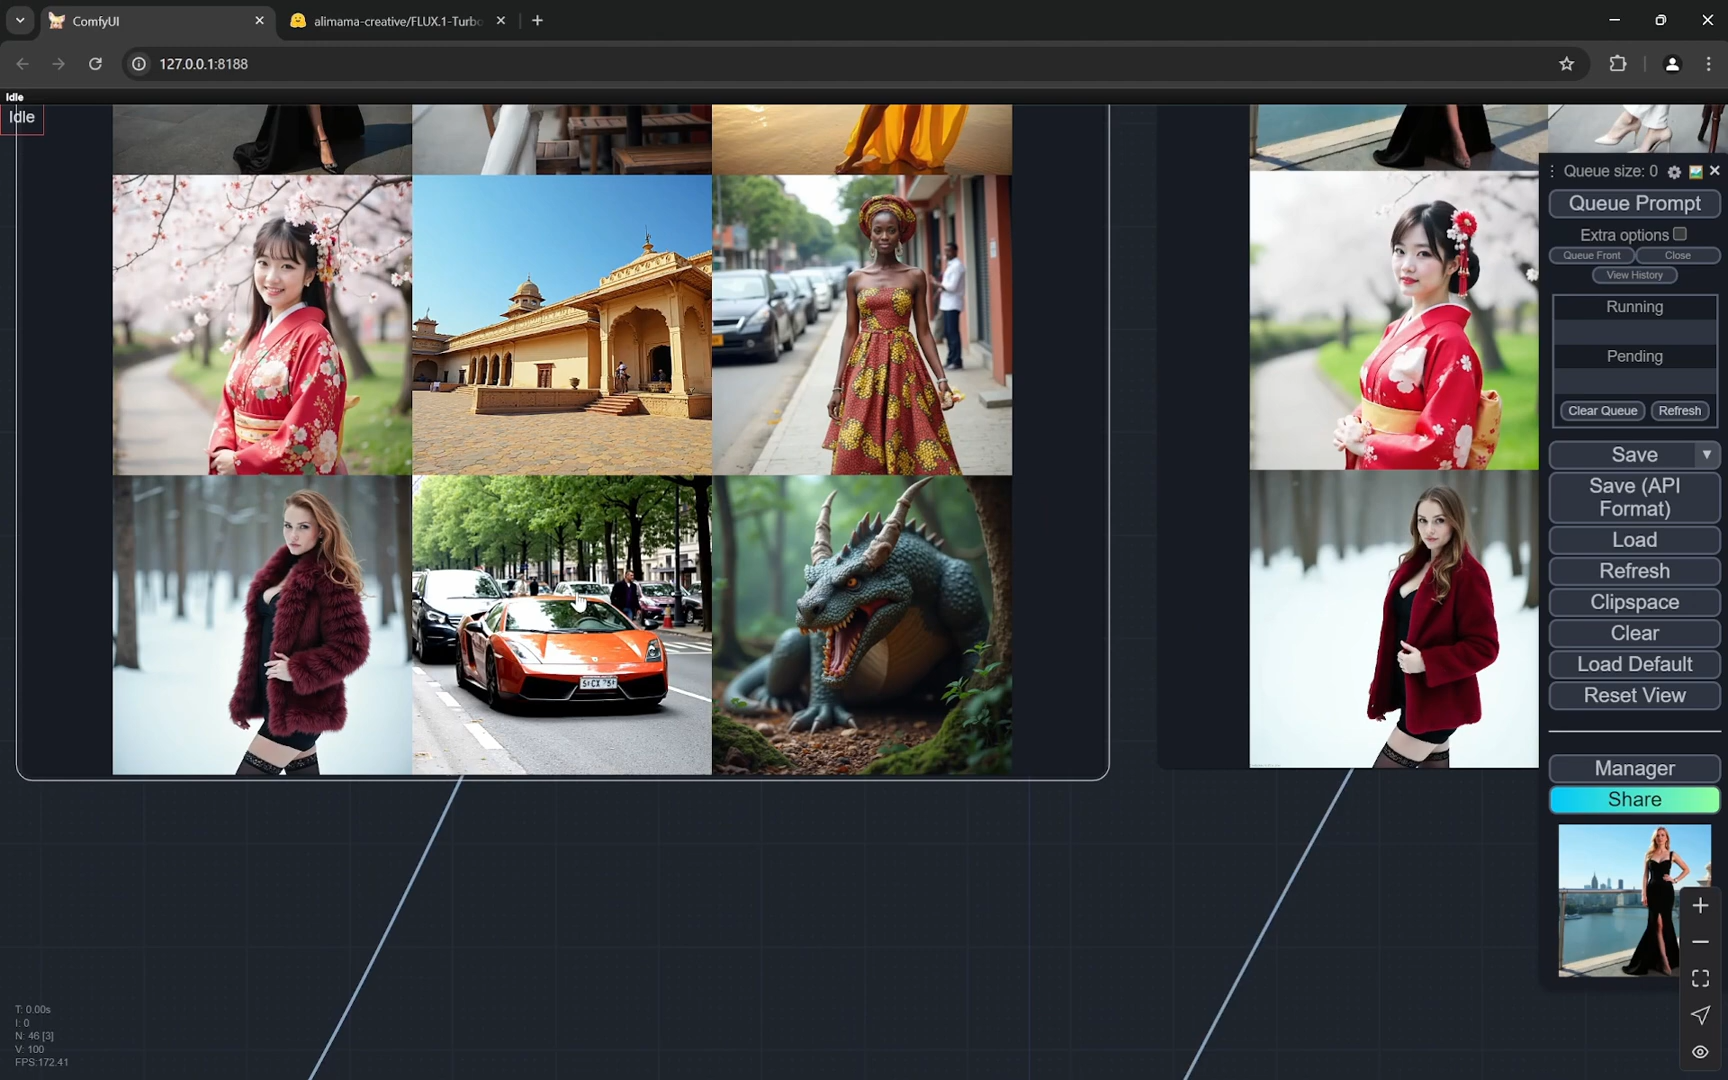 ComfyUI
alimama-creative/FLUX.1-Turbo
127.0.0.1:8188
Idle
Idle
Queue size: 0
Queue Prompt
Extra options
Queue Front
Close
View History
Running
Pending
Clear Queue
Refresh
Save
Save (API
Format)
Load
Refresh
Clipspace
Clear
Load Default
Reset View
Manager
Share
T: 0.00s
I: 0
N: 46 [3]
V: 100
FPS:172.41